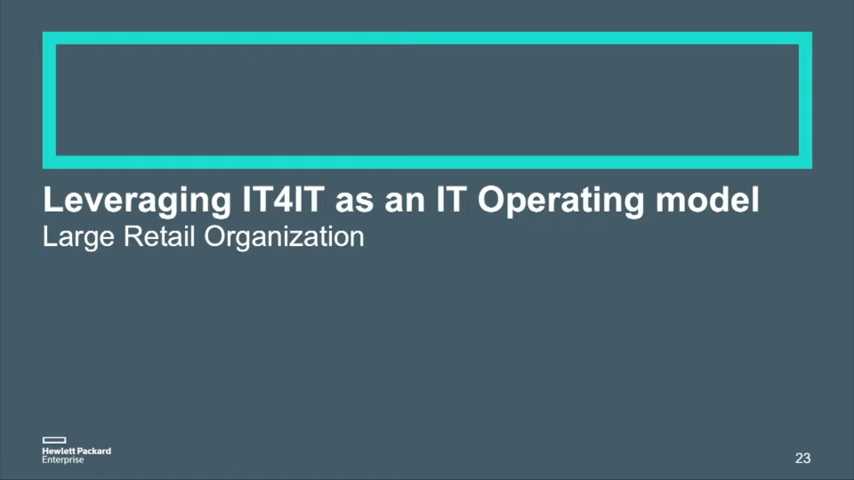 Leveraging IT4IT as an IT Operating model
Large Retail Organization
Hewlett Packard
Enterprise
23